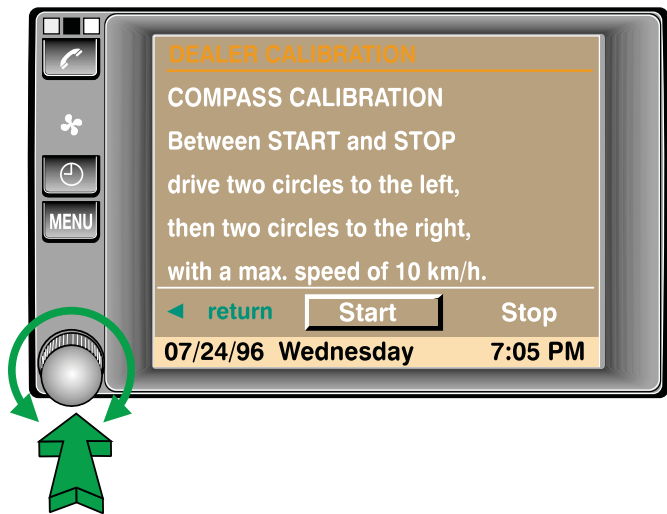 DEALER CALIBRATION
COMPASS CALIBRATION
Between START and STOP
drive two circles to the left,
then two circles to the right,
with a max. speed of 10 km/h.
◄ return Start Stop
07/24/96 Wednesday 7:05 PM
MENU